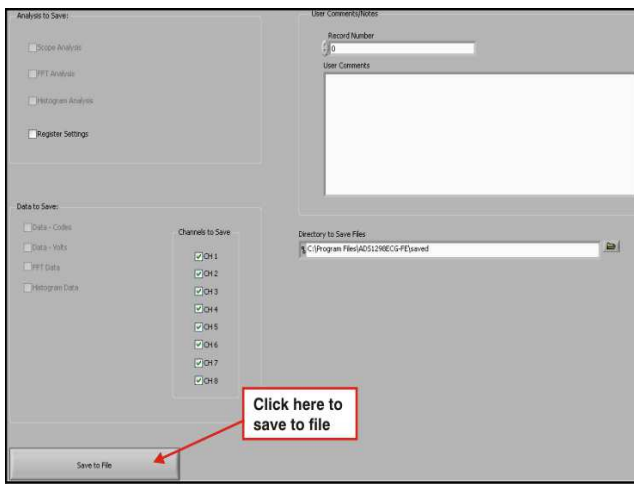 Analysis to Save:
Scope Analysis
FFT Analysis
Histogram Analysis
Register Settings
User Comments/Notes
Record Number
0
User Comments
Data to Save:
Data - Codes
Data - Volts
FFT Data
Histogram Data
Channels to Save
CH 1
CH 2
CH 3
CH 4
CH 5
CH 6
CH 7
CH 8
Directory to Save Files
C:\Program Files\ADS1298ECG-FE\saved
Click here to
save to file
Save to File